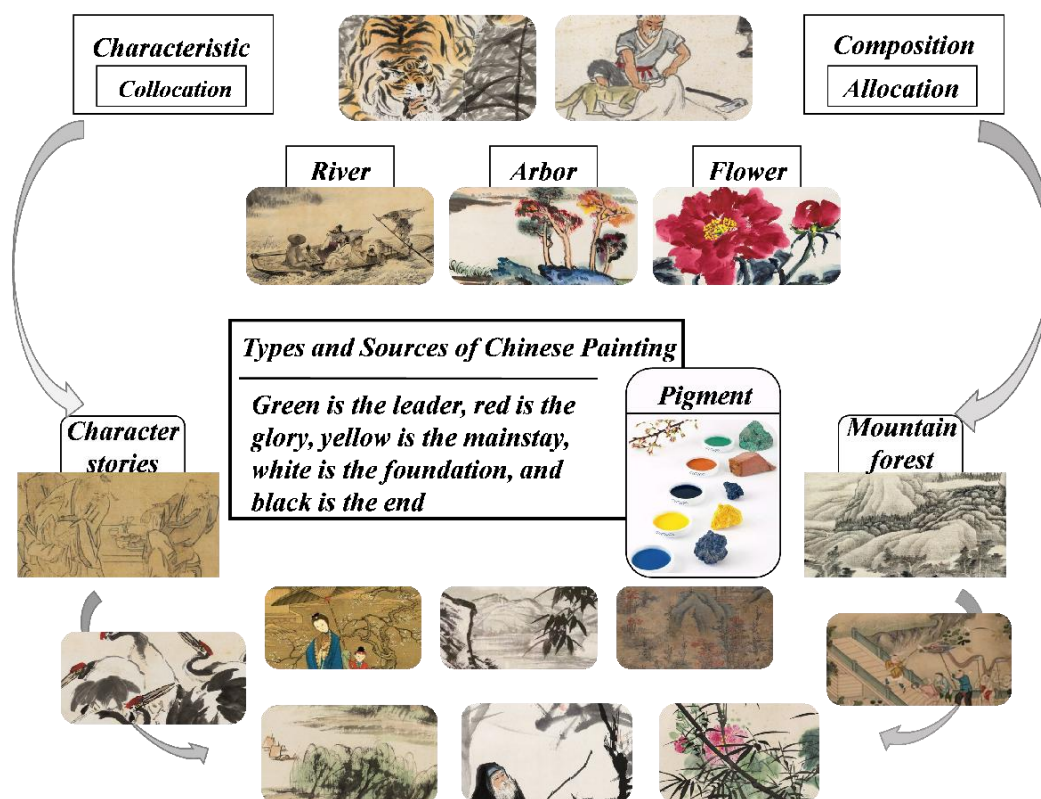 Characteristic
Collocation
Composition
Allocation
River
Arbor
Flower
Types and Sources of Chinese Painting
Green is the leader, red is the
glory, yellow is the mainstay,
white is the foundation, and
black is the end
Pigment
Character
stories
Mountain
forest